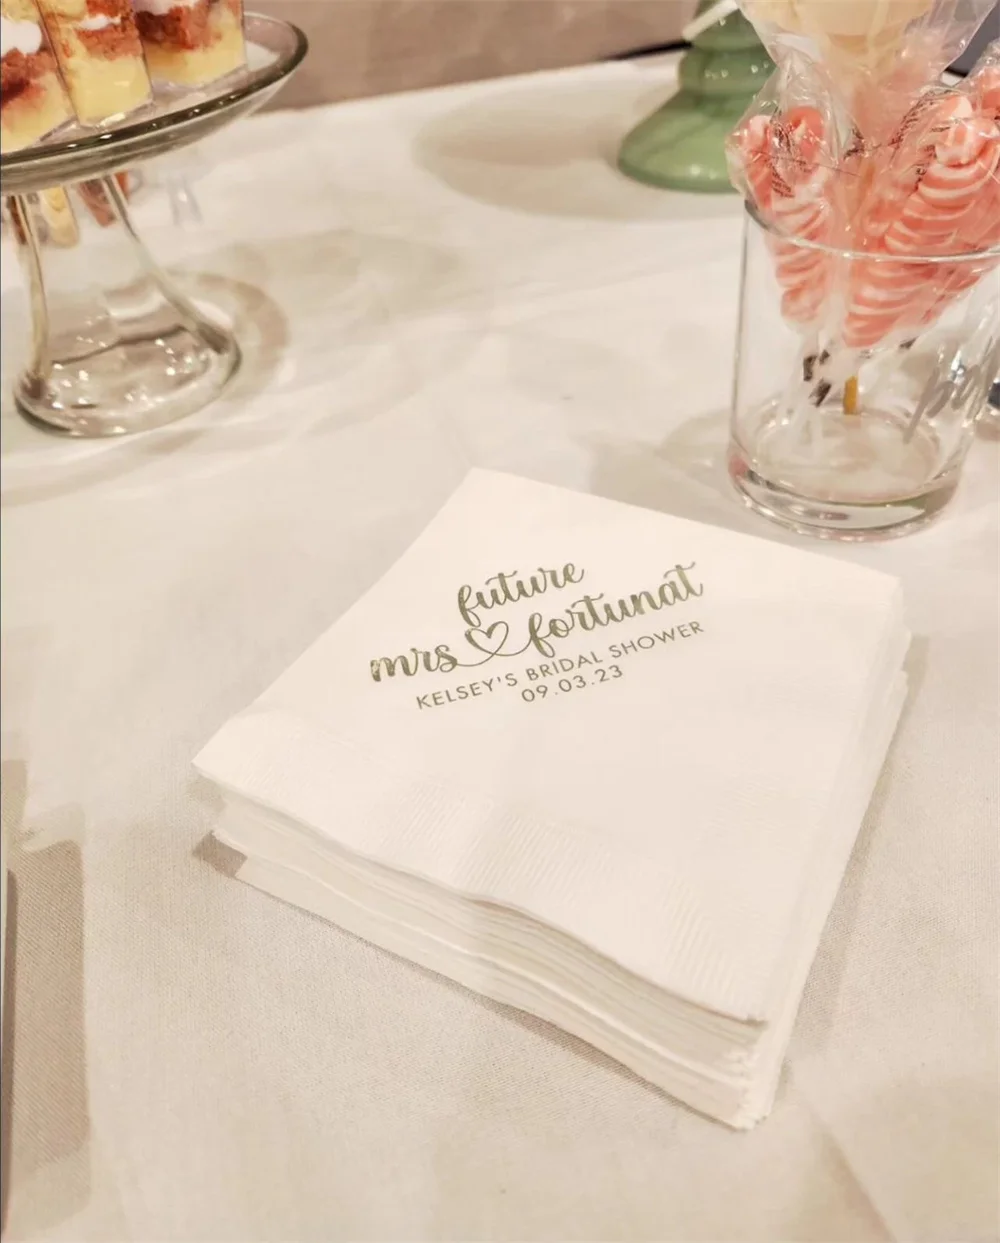 future
mrs fortunat
KELSEY'S BRIDAL SHOWER
09.03.23